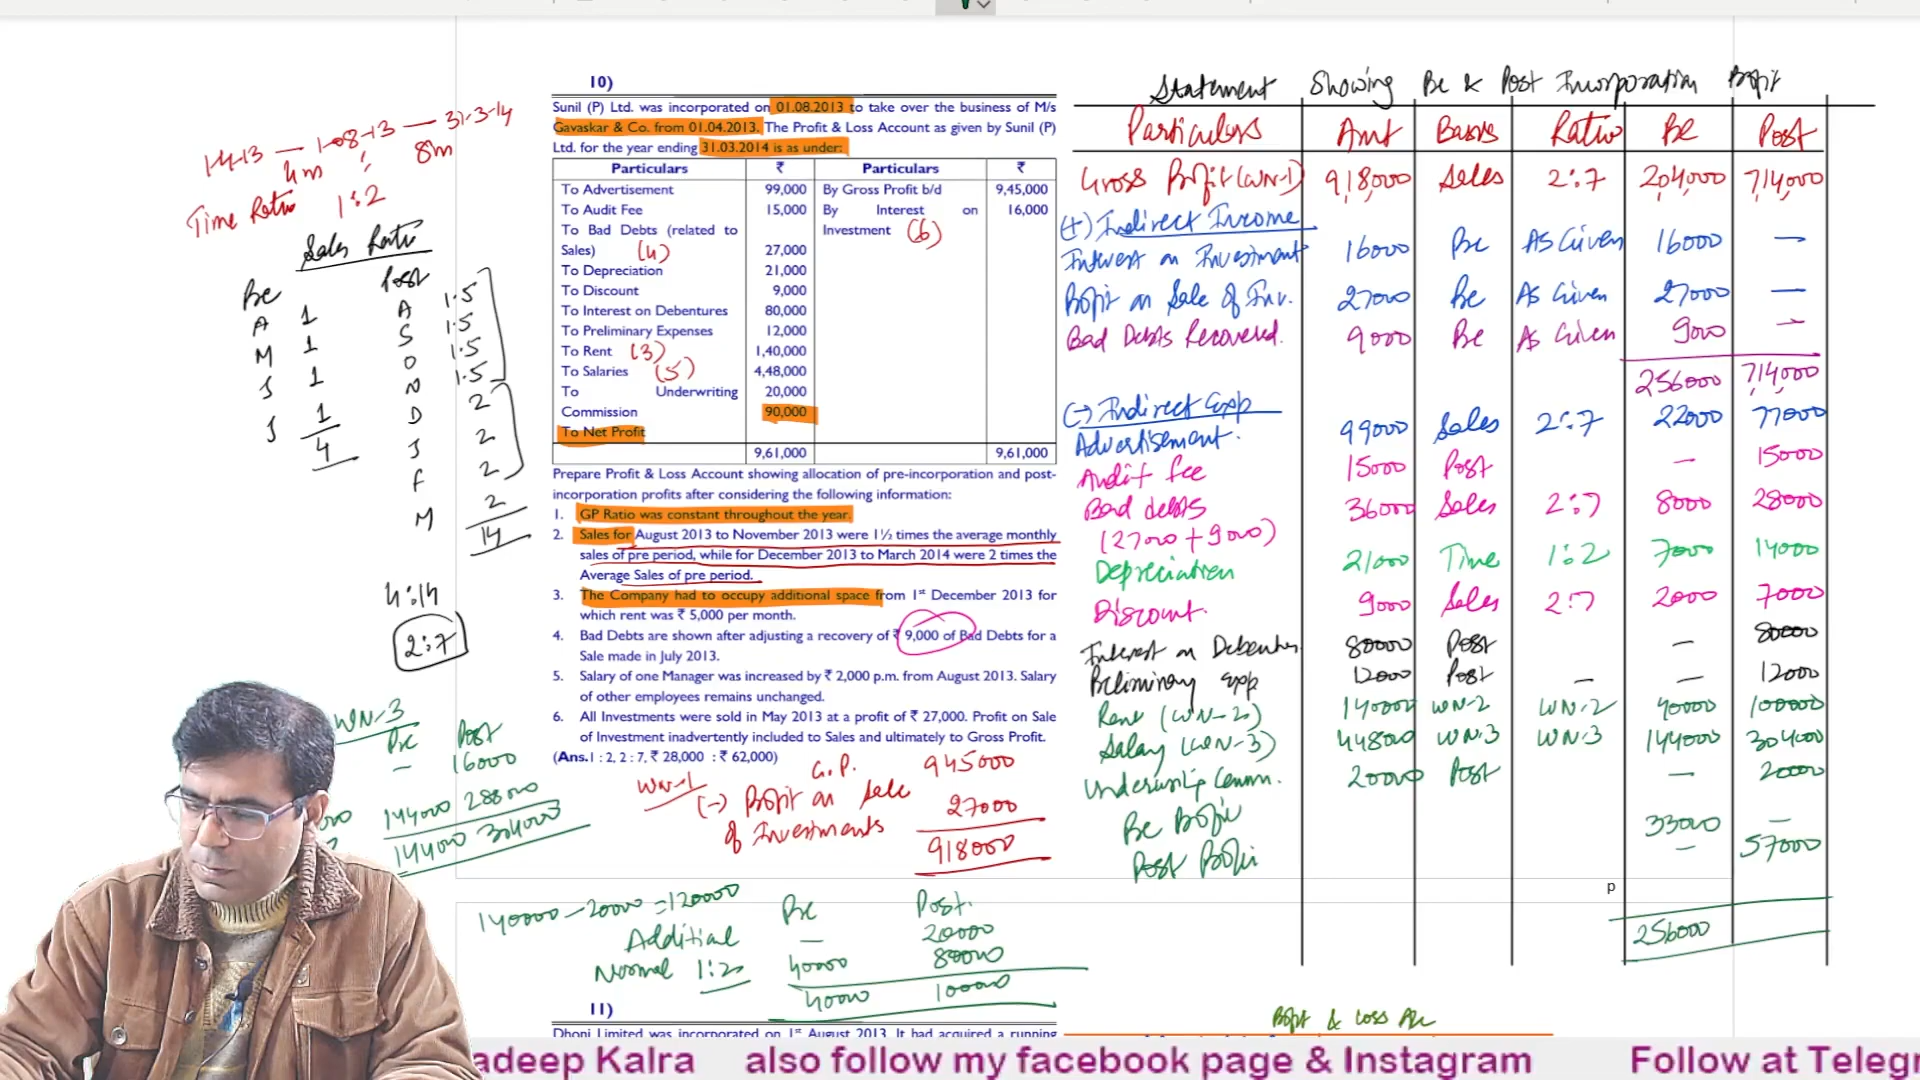 10)
Sunil (P) Ltd. was incorporated on 01.08.2013 to take over the business of M/s
Gavaskar & Co. from 01.04.2013. The Profit & Loss Account as given by Sunil (P)
Ltd. for the year ending 31.03.2014 is as under:
Particulars ₹ Particulars ₹
To Advertisement 99,000 By Gross Profit b/d 9,45,000
To Audit Fee 15,000 By Interest on 16,000
To Bad Debts (related to Investment (6)
Sales) (4) 27,000
To Depreciation 21,000
To Discount 9,000
To Interest on Debentures 80,000
To Preliminary Expenses 12,000
To Rent (3) 1,40,000
To Salaries (5) 4,48,000
To Underwriting 20,000
Commission 90,000
To Net Profit
9,61,000 9,61,000
Prepare Profit & Loss Account showing allocation of pre-incorporation and post-
incorporation profits after considering the following information:
1. GP Ratio was constant throughout the year.
2. Sales for August 2013 to November 2013 were 1½ times the average monthly
sales of pre period, while for December 2013 to March 2014 were 2 times the
Average Sales of pre period.
3. The Company had to occupy additional space from 1st December 2013 for
which rent was ₹ 5,000 per month.
4. Bad Debts are shown after adjusting a recovery of ₹ 9,000 of Bad Debts for a
Sale made in July 2013.
5. Salary of one Manager was increased by ₹ 2,000 p.m. from August 2013. Salary
of other employees remains unchanged.
6. All Investments were sold in May 2013 at a profit of ₹ 27,000. Profit on Sale
of Investment inadvertently included to Sales and ultimately to Gross Profit.
(Ans. 1 : 2, 2 : 7, ₹ 28,000 : ₹ 62,000)
1-4-13 — 1-08-13 — 31-3-14
4m 8m
Time Ratio 1:2
Sales Ratio
Pre Post
A 1 A 1.5
M 1 S 1.5
J 1 O 1.5
J 1 N 1.5
4 D 2
J 2
F 2
M 2
14
4:14
2:7
WN-3
Pre Post
— 16000
144000 288000
144000 304000
WN-1 G.P. 945000
(-) Profit on Sale
of Investments 27000
918000
140000 - 20000 = 120000 Pre Post
Additional — 20000
Normal 1:2 40000 80000
40000 100000
Statement Showing Pre & Post Incorporation Profit
Particulars Amt Basis Ratio Pre Post
Gross Profit (WN-1) 918,000 Sales 2:7 204,000 714,000
(+) Indirect Income
Interest on Investment 16000 Pre As Given 16000 —
Profit on Sale of Inv. 27000 Pre As Given 27000 —
Bad Debts Recovered. 9000 Pre As Given 9000 —
256000 714,000
(-) Indirect Exp
Advertisement. 99000 Sales 2:7 22000 77000
Audit fee 15000 Post — 15000
Bad debts 36000 Sales 2:7 8000 28000
(27000 + 9000)
Depreciation 21000 Time 1:2 7000 14000
Discount. 9000 Sales 2:7 2000 7000
Interest on Debentures 80000 Post — 80000
Preliminary Exp 12000 Post — — 12000
Rent (WN-2) 140000 WN-2 WN-2 40000 100000
Salary (WN-3) 448000 WN-3 WN-3 144000 304000
Underwriting Comm. 20000 Post — 20000
Pre Profit 33000 —
Post Profit — 57000
p
256000
11)
Dhoni Limited was incorporated on 1st August 2013. It had acquired a running
Profit & Loss A/c
adeep Kalra also follow my facebook page & Instagram Follow at Telegr